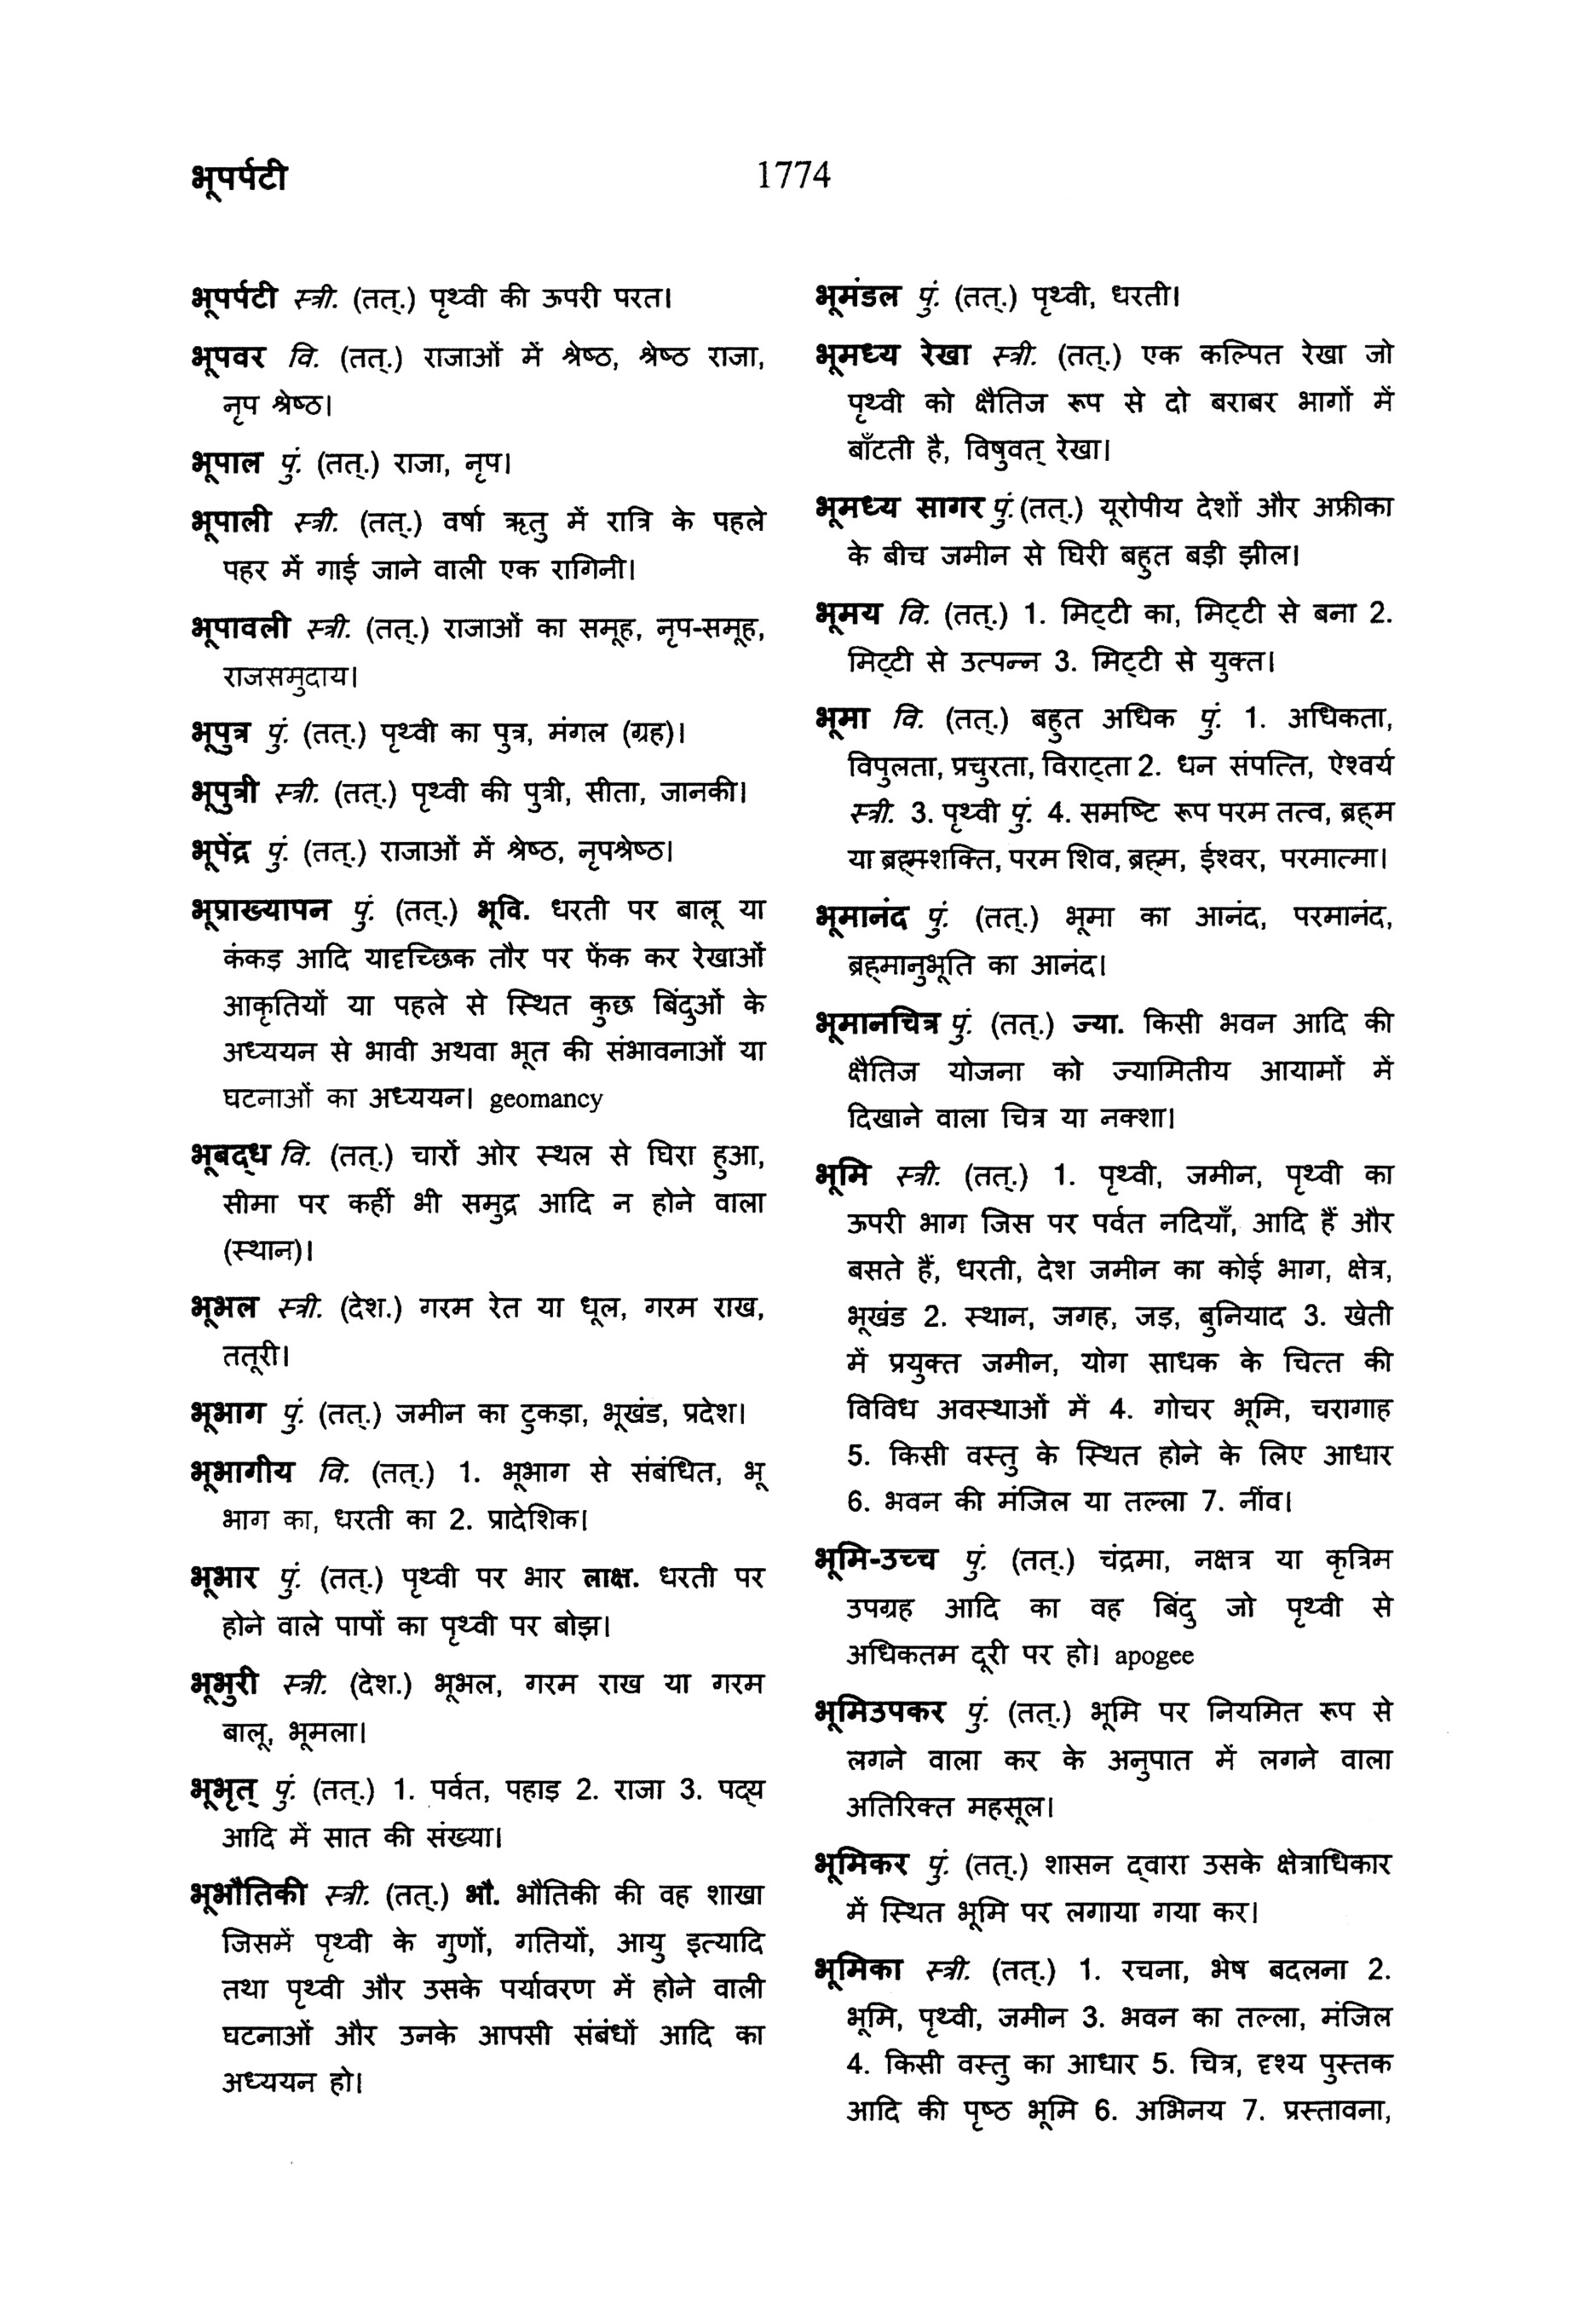 भूपर्पटी
1774
भूपर्पटी स्त्री. (तत्.) पृथ्वी की ऊपरी परत।
भूपवर वि. (तत्.) राजाओं में श्रेष्ठ, श्रेष्ठ राजा,
नृप श्रेष्ठ।
भूपाल पुं. (तत्.) राजा, नृप।
भूपाली स्त्री. (तत्.) वर्षा ऋतु में रात्रि के पहले
पहर में गाई जाने वाली एक रागिनी।
भूपावली स्त्री. (तत्.) राजाओं का समूह, नृप-समूह,
राजसमुदाय।
भूपुत्र पुं. (तत्.) पृथ्वी का पुत्र, मंगल (ग्रह)।
भूपुत्री स्त्री. (तत्.) पृथ्वी की पुत्री, सीता, जानकी।
भूपेंद्र पुं. (तत्.) राजाओं में श्रेष्ठ, नृपश्रेष्ठ।
भूप्राख्यापन पुं. (तत्.) भूवि. धरती पर बालू या
कंकड़ आदि यादृच्छिक तौर पर फेंक कर रेखाओं
आकृतियों या पहले से स्थित कुछ बिंदुओं के
अध्ययन से भावी अथवा भूत की संभावनाओं या
घटनाओं का अध्ययन। geomancy
भूबद्ध वि. (तत्.) चारों ओर स्थल से घिरा हुआ,
सीमा पर कहीं भी समुद्र आदि न होने वाला
(स्थान)।
भूभल स्त्री. (देश.) गरम रेत या धूल, गरम राख,
ततूरी।
भूभाग पुं. (तत्.) जमीन का टुकड़ा, भूखंड, प्रदेश।
भूभागीय वि. (तत्.) 1. भूभाग से संबंधित, भू
भाग का, धरती का 2. प्रादेशिक।
भूभार पुं. (तत्.) पृथ्वी पर भार लाक्ष. धरती पर
होने वाले पापों का पृथ्वी पर बोझ।
भूभुरी स्त्री. (देश.) भूभल, गरम राख या गरम
बालू, भूमला।
भूभृत् पुं. (तत्.) 1. पर्वत, पहाड़ 2. राजा 3. पद्य
आदि में सात की संख्या।
भूभौतिकी स्त्री. (तत्.) भौ. भौतिकी की वह शाखा
जिसमें पृथ्वी के गुणों, गतियों, आयु इत्यादि
तथा पृथ्वी और उसके पर्यावरण में होने वाली
घटनाओं और उनके आपसी संबंधों आदि का
अध्ययन हो।
भूमंडल पुं. (तत्.) पृथ्वी, धरती।
भूमध्य रेखा स्त्री. (तत्.) एक कल्पित रेखा जो
पृथ्वी को क्षैतिज रूप से दो बराबर भागों में
बाँटती है, विषुवत् रेखा।
भूमध्य सागर पुं. (तत्.) यूरोपीय देशों और अफ्रीका
के बीच जमीन से घिरी बहुत बड़ी झील।
भूमय वि. (तत्.) 1. मिट्टी का, मिट्टी से बना 2.
मिट्टी से उत्पन्न 3. मिट्टी से युक्त।
भूमा वि. (तत्.) बहुत अधिक पुं. 1. अधिकता,
विपुलता, प्रचुरता, विराट्ता 2. धन संपत्ति, ऐश्वर्य
स्त्री. 3. पृथ्वी पुं. 4. समष्टि रूप परम तत्व, ब्रह्म
या ब्रह्म-शक्ति, परम शिव, ब्रह्म, ईश्वर, परमात्मा।
भूमानंद पुं. (तत्.) भूमा का आनंद, परमानंद,
ब्रह्मानुभूति का आनंद।
भूमानचित्र पुं. (तत्.) ज्या. किसी भवन आदि की
क्षैतिज योजना को ज्यामितीय आयामों में
दिखाने वाला चित्र या नक्शा।
भूमि स्त्री. (तत्.) 1. पृथ्वी, जमीन, पृथ्वी का
ऊपरी भाग जिस पर पर्वत नदियाँ, आदि हैं और
बसते हैं, धरती, देश जमीन का कोई भाग, क्षेत्र,
भूखंड 2. स्थान, जगह, जड़, बुनियाद 3. खेती
में प्रयुक्त जमीन, योग साधक के चित्त की
विविध अवस्थाओं में 4. गोचर भूमि, चरागाह
5. किसी वस्तु के स्थित होने के लिए आधार
6. भवन की मंजिल या तल्ला 7. नींव।
भूमि-उच्च पुं. (तत्.) चंद्रमा, नक्षत्र या कृत्रिम
उपग्रह आदि का वह बिंदु जो पृथ्वी से
अधिकतम दूरी पर हो। apogee
भूमिउपकर पुं. (तत्.) भूमि पर नियमित रूप से
लगने वाला कर के अनुपात में लगने वाला
अतिरिक्त महसूल।
भूमिकर पुं. (तत्.) शासन द्वारा उसके क्षेत्राधिकार
में स्थित भूमि पर लगाया गया कर।
भूमिका स्त्री. (तत्.) 1. रचना, भेष बदलना 2.
भूमि, पृथ्वी, जमीन 3. भवन का तल्ला, मंजिल
4. किसी वस्तु का आधार 5. चित्र, दृश्य पुस्तक
आदि की पृष्ठ भूमि 6. अभिनय 7. प्रस्तावना,